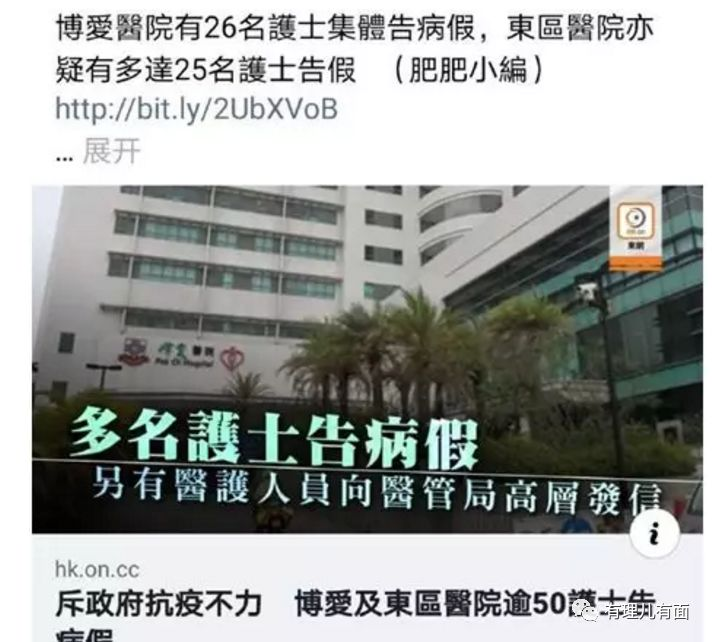 博愛醫院有26名護士集體告病假，東區醫院亦
疑有多達25名護士告假　（肥肥小編）
http://bit.ly/2UbXVoB
... 展开
hk.on
東網
博愛醫院
Pok Oi Hospital
多名護士告病假
另有醫護人員向醫管局高層發信
i
hk.on.cc
斥政府抗疫不力　博愛及東區醫院逾50護士告
病假
有理儿有面